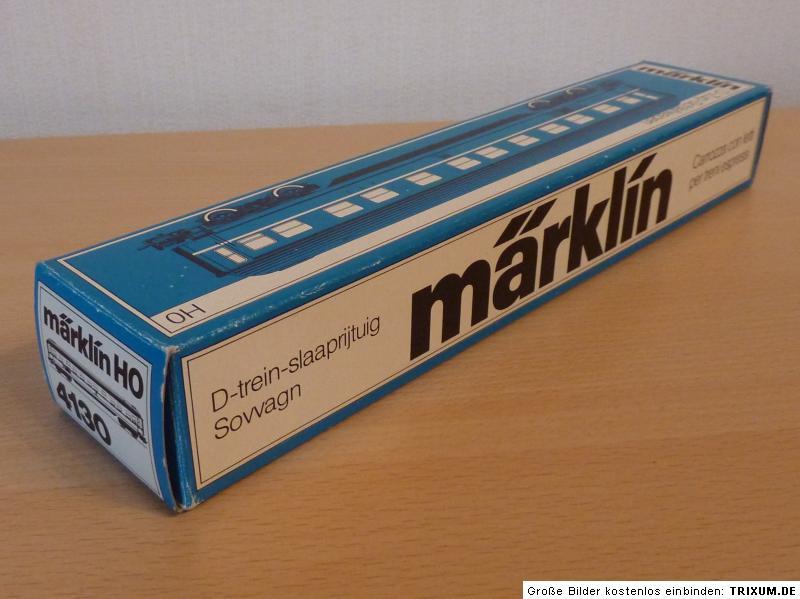 märklin
HO
märklin HO
4130
D-trein-slaaprijtuig
Sovvagn
märklin
Carrozza con letti
per treni espressi
Große Bilder kostenlos einbinden: TRIXUM.DE